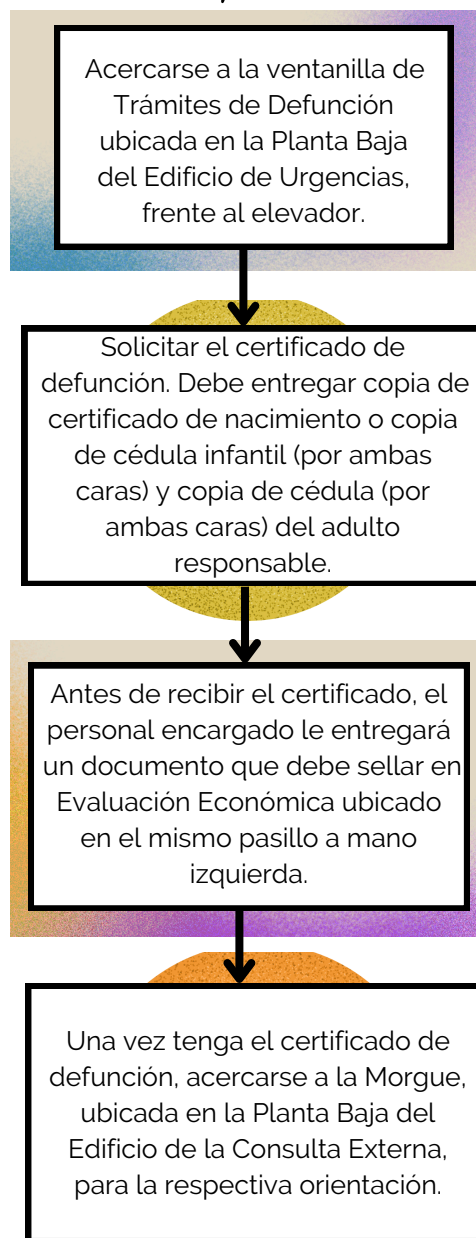 Acercarse a la ventanilla de
Trámites de Defunción
ubicada en la Planta Baja
del Edificio de Urgencias,
frente al elevador.
Solicitar el certificado de
defunción. Debe entregar copia de
certificado de nacimiento o copia
de cédula infantil (por ambas
caras) y copia de cédula (por
ambas caras) del adulto
responsable.
Antes de recibir el certificado, el
personal encargado le entregará
un documento que debe sellar en
Evaluación Económica ubicado
en el mismo pasillo a mano
izquierda.
Una vez tenga el certificado de
defunción, acercarse a la Morgue,
ubicada en la Planta Baja del
Edificio de la Consulta Externa,
para la respectiva orientación.